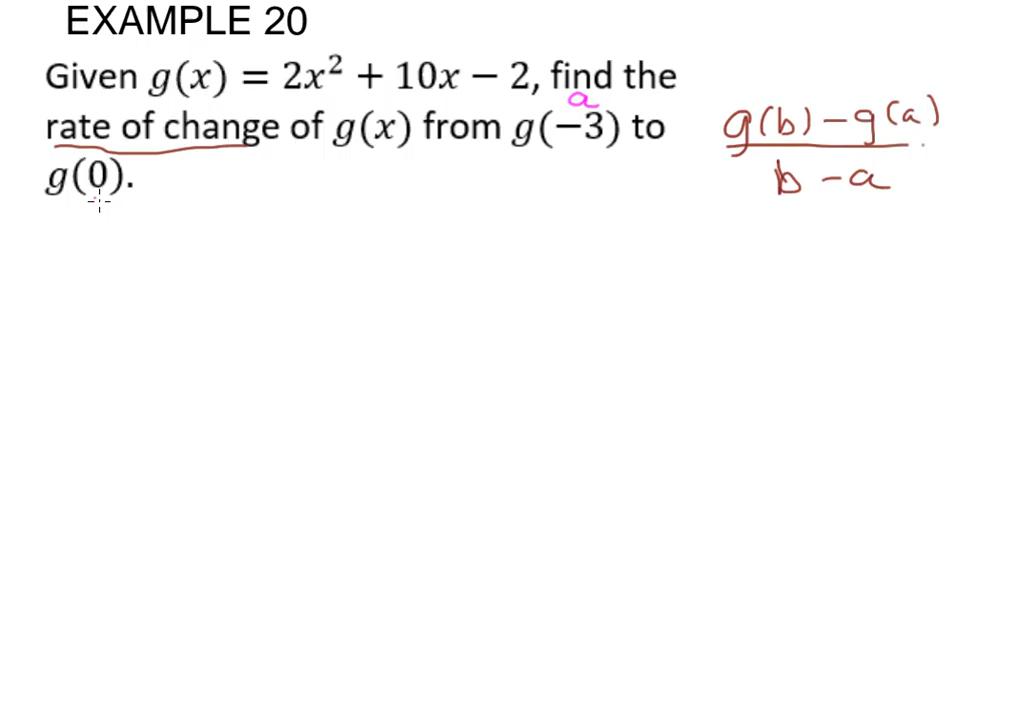 EXAMPLE 20
Given g(x) = 2x² + 10x − 2, find the
a
rate of change of g(x) from g(−3) to
g(0).
g(b) − g(a)
b − a